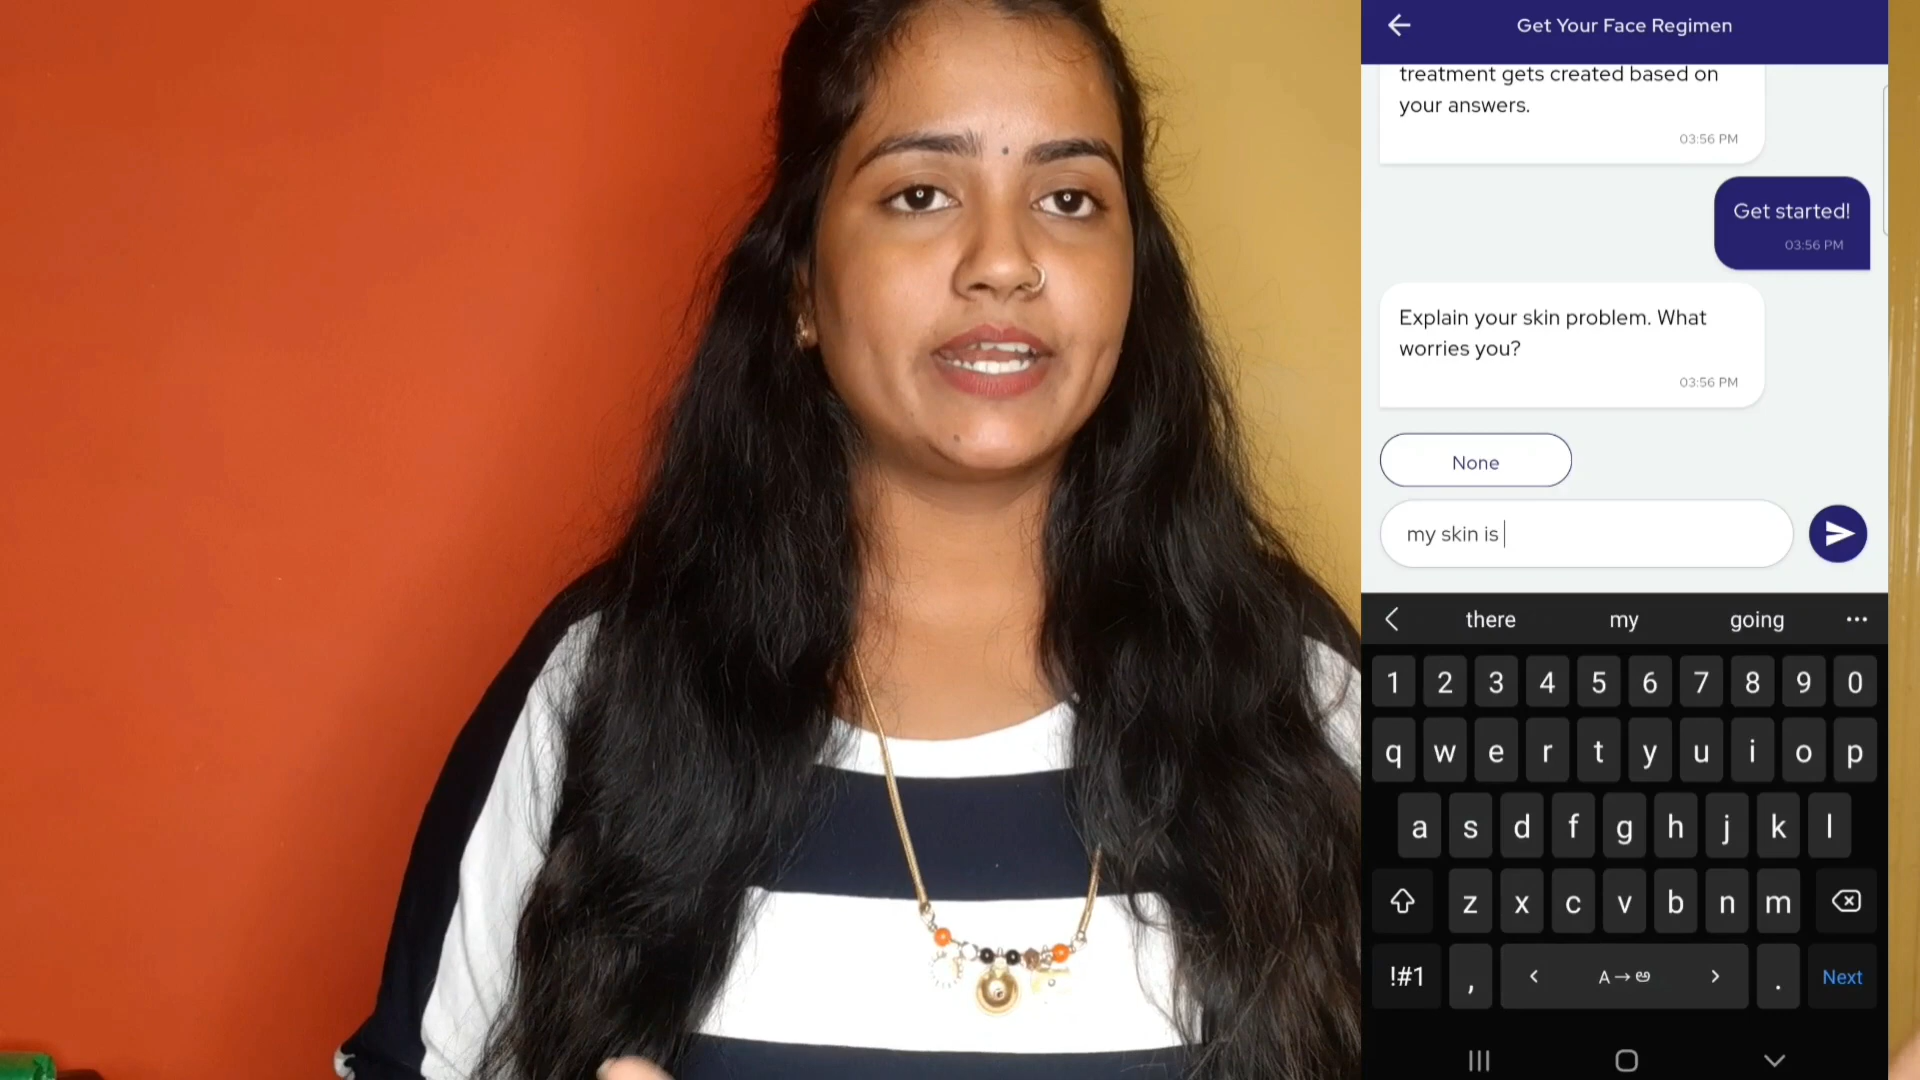 Get Your Face Regimen
treatment gets created based on
your answers.
03:56 PM
Get started!
03:56 PM
Explain your skin problem. What
worries you?
03:56 PM
None
my skin is
there my going
1 2 3 4 5 6 7 8 9 0
q w e r t y u i o p
a s d f g h j k l
z x c v b n m
!#1 , < A→ಅ > . Next